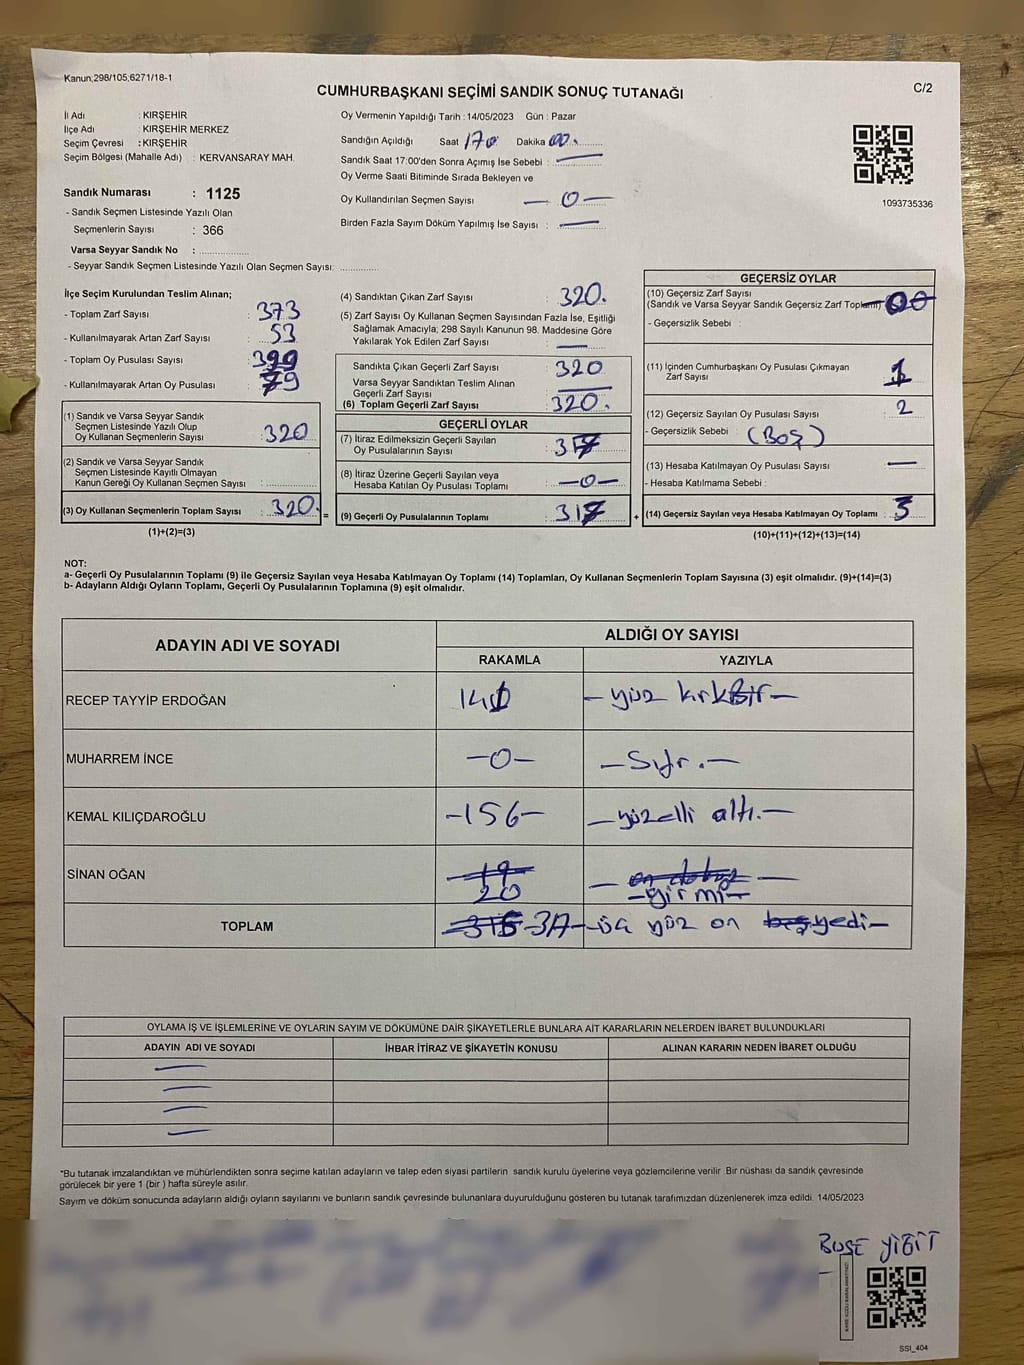 Kanun;298/105;6271/18-1
CUMHURBAŞKANI SEÇİMİ SANDIK SONUÇ TUTANAĞI
C/2
İl Adı : KIRŞEHİR
İlçe Adı : KIRŞEHİR MERKEZ
Seçim Çevresi : KIRŞEHİR
Seçim Bölgesi (Mahalle Adı) : KERVANSARAY MAH.
Sandık Numarası : 1125
- Sandık Seçmen Listesinde Yazılı Olan
Seçmenlerin Sayısı : 366
Varsa Seyyar Sandık No :
- Seyyar Sandık Seçmen Listesinde Yazılı Olan Seçmen Sayısı:
Oy Vermenin Yapıldığı Tarih : 14/05/2023 Gün : Pazar
Sandığın Açıldığı Saat Dakika
Sandık Saat 17:00'den Sonra Açımış İse Sebebi : —
Oy Verme Saati Bitiminde Sırada Bekleyen ve
Oy Kullandırılan Seçmen Sayısı — 0 —
Birden Fazla Sayım Döküm Yapılmış İse Sayısı : —
1093735336
İlçe Seçim Kurulundan Teslim Alınan;
- Toplam Zarf Sayısı : 373
- Kullanılmayarak Artan Zarf Sayısı : 53
- Toplam Oy Pusulası Sayısı :
- Kullanılmayarak Artan Oy Pusulası : 79
(1) Sandık ve Varsa Seyyar Sandık
Seçmen Listesinde Yazılı Olup
Oy Kullanan Seçmenlerin Sayısı : 320
(2) Sandık ve Varsa Seyyar Sandık
Seçmen Listesinde Kayıtlı Olmayan
Kanun Gereği Oy Kullanan Seçmen Sayısı :
(3) Oy Kullanan Seçmenlerin Toplam Sayısı : 320. =
(1)+(2)=(3)
(4) Sandıktan Çıkan Zarf Sayısı : 320.
(5) Zarf Sayısı Oy Kullanan Seçmen Sayısından Fazla İse, Eşitliği
Sağlamak Amacıyla; 298 Sayılı Kanunun 98. Maddesine Göre
Yakılarak Yok Edilen Zarf Sayısı : —
Sandıkta Çıkan Geçerli Zarf Sayısı : 320
Varsa Seyyar Sandıktan Teslim Alınan
Geçerli Zarf Sayısı : —
(6) Toplam Geçerli Zarf Sayısı : 320.
GEÇERLİ OYLAR
(7) İtiraz Edilmeksizin Geçerli Sayılan
Oy Pusulalarının Sayısı : 317
(8) İtiraz Üzerine Geçerli Sayılan veya
Hesaba Katılan Oy Pusulası Toplamı : —0—
(9) Geçerli Oy Pusulalarının Toplamı : 317 +
GEÇERSİZ OYLAR
(10) Geçersiz Zarf Sayısı
(Sandık ve Varsa Seyyar Sandık Geçersiz Zarf Toplamı)
- Geçersizlik Sebebi :
(11) İçinden Cumhurbaşkanı Oy Pusulası Çıkmayan
Zarf Sayısı : 1
(12) Geçersiz Sayılan Oy Pusulası Sayısı : 2
- Geçersizlik Sebebi : (Boş)
(13) Hesaba Katılmayan Oy Pusulası Sayısı : —
- Hesaba Katılmama Sebebi :
(14) Geçersiz Sayılan veya Hesaba Katılmayan Oy Toplamı : 3
(10)+(11)+(12)+(13)=(14)
NOT:
a- Geçerli Oy Pusulalarının Toplamı (9) ile Geçersiz Sayılan veya Hesaba Katılmayan Oy Toplamı (14) Toplamları, Oy Kullanan Seçmenlerin Toplam Sayısına (3) eşit olmalıdır. (9)+(14)=(3)
b- Adayların Aldığı Oyların Toplamı, Geçerli Oy Pusulalarının Toplamına (9) eşit olmalıdır.
ADAYIN ADI VE SOYADI ALDIĞI OY SAYISI
RAKAMLA YAZIYLA
RECEP TAYYİP ERDOĞAN 141 — yüz kırkBir —
MUHARREM İNCE —0— —Sıfır.—
KEMAL KILIÇDAROĞLU —156— —yüzelli altı.—
SİNAN OĞAN 19 20 — on dokuz — —yirmi—
TOPLAM 316 317 —üç yüz on beş yedi—
OYLAMA İŞ VE İŞLEMLERİNE VE OYLARIN SAYIM VE DÖKÜMÜNE DAİR ŞİKAYETLERLE BUNLARA AİT KARARLARIN NELERDEN İBARET BULUNDUKLARI
ADAYIN ADI VE SOYADI İHBAR İTİRAZ VE ŞİKAYETİN KONUSU ALINAN KARARIN NEDEN İBARET OLDUĞU
*Bu tutanak imzalandıktan ve mühürlendikten sonra seçime katılan adayların ve talep eden siyasi partilerin sandık kurulu üyelerine veya gözlemcilerine verilir. Bir nüshası da sandık çevresinde
görülecek bir yere 1 (bir ) hafta süreyle asılır.
Sayım ve döküm sonucunda adayların aldığı oyların sayılarını ve bunların sandık çevresinde bulunanlara duyurulduğunu gösteren bu tutanak tarafımızdan düzenlenerek imza edildi. 14/05/2023
BUSE YİĞİT
SSI_404